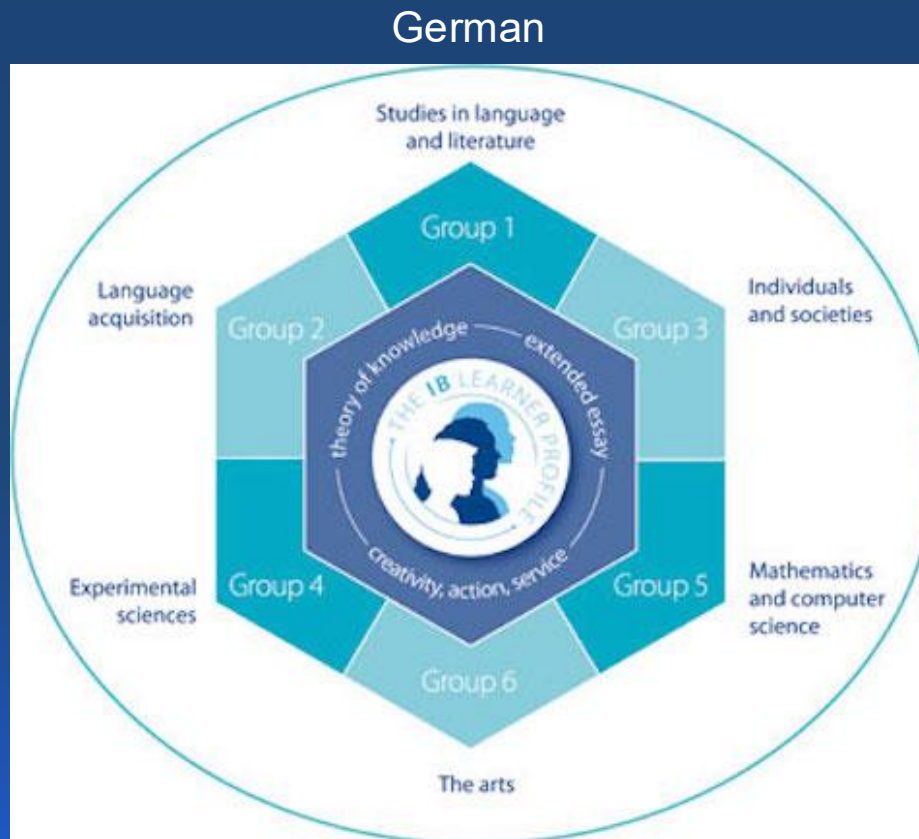 German
Studies in language
and literature
Group 1
Language
acquisition
Group 2
Individuals
and societies
Group 3
theory of knowledge
extended essay
THE IB LEARNER PROFILE
creativity, action, service
Experimental
sciences
Group 4
Mathematics
and computer
science
Group 5
Group 6
The arts